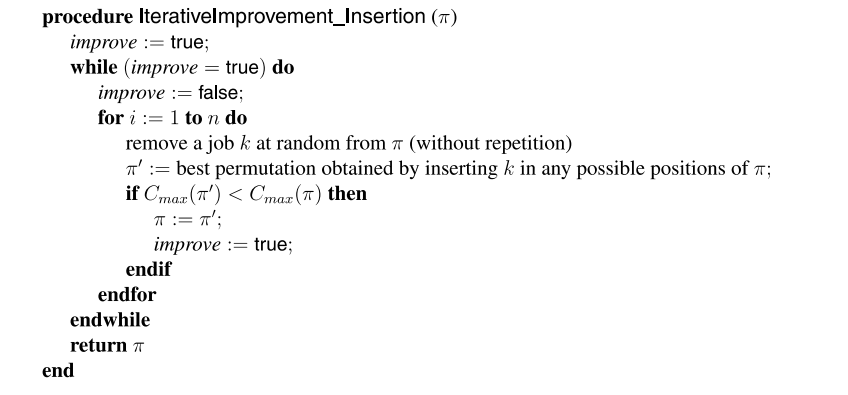 procedure IterativeImprovement_Insertion (π)
improve := true;
while (improve = true) do
improve := false;
for i := 1 to n do
remove a job k at random from π (without repetition)
π′ := best permutation obtained by inserting k in any possible positions of π;
if Cmax(π′) < Cmax(π) then
π := π′;
improve := true;
endif
endfor
endwhile
return π
end